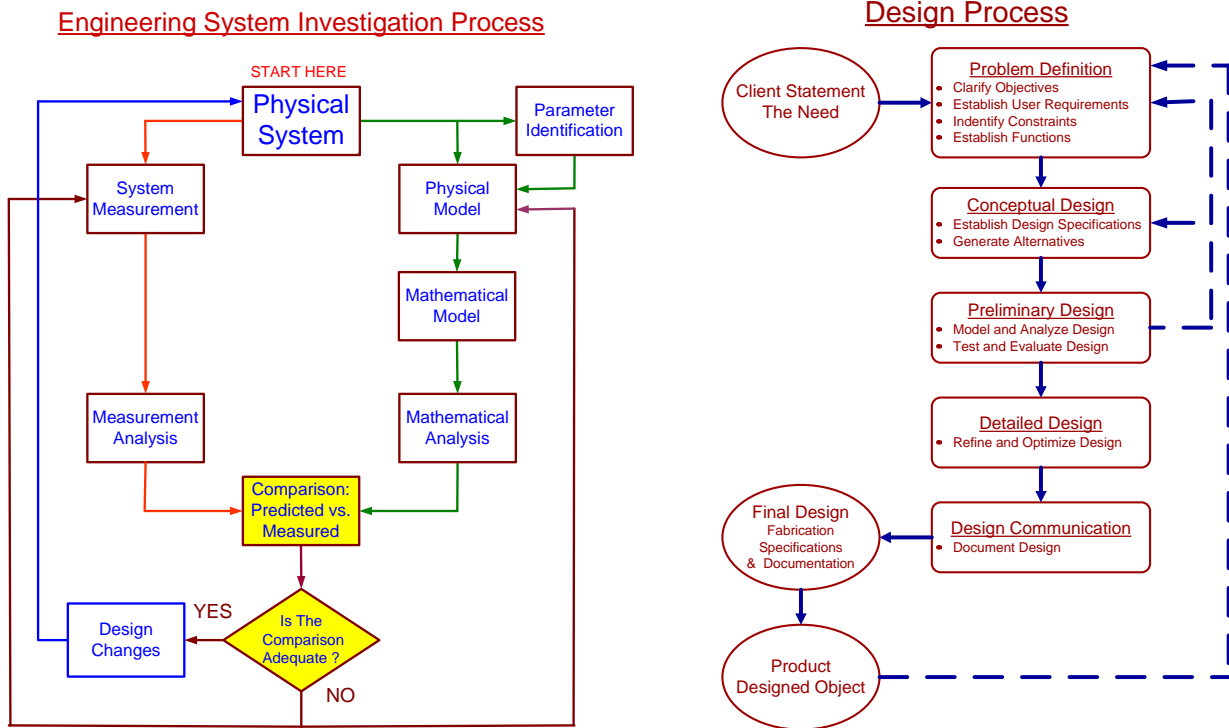 Engineering System Investigation Process
START HERE
Physical
System
Parameter
Identification
System
Measurement
Physical
Model
Mathematical
Model
Measurement
Analysis
Mathematical
Analysis
Comparison:
Predicted vs.
Measured
Is The
Comparison
Adequate ?
YES
NO
Design
Changes
Design Process
Client Statement
The Need
Problem Definition
• Clarify Objectives
• Establish User Requirements
• Indentify Constraints
• Establish Functions
Conceptual Design
• Establish Design Specifications
• Generate Alternatives
Preliminary Design
• Model and Analyze Design
• Test and Evaluate Design
Detailed Design
• Refine and Optimize Design
Design Communication
• Document Design
Final Design
Fabrication
Specifications
& Documentation
Product
Designed Object